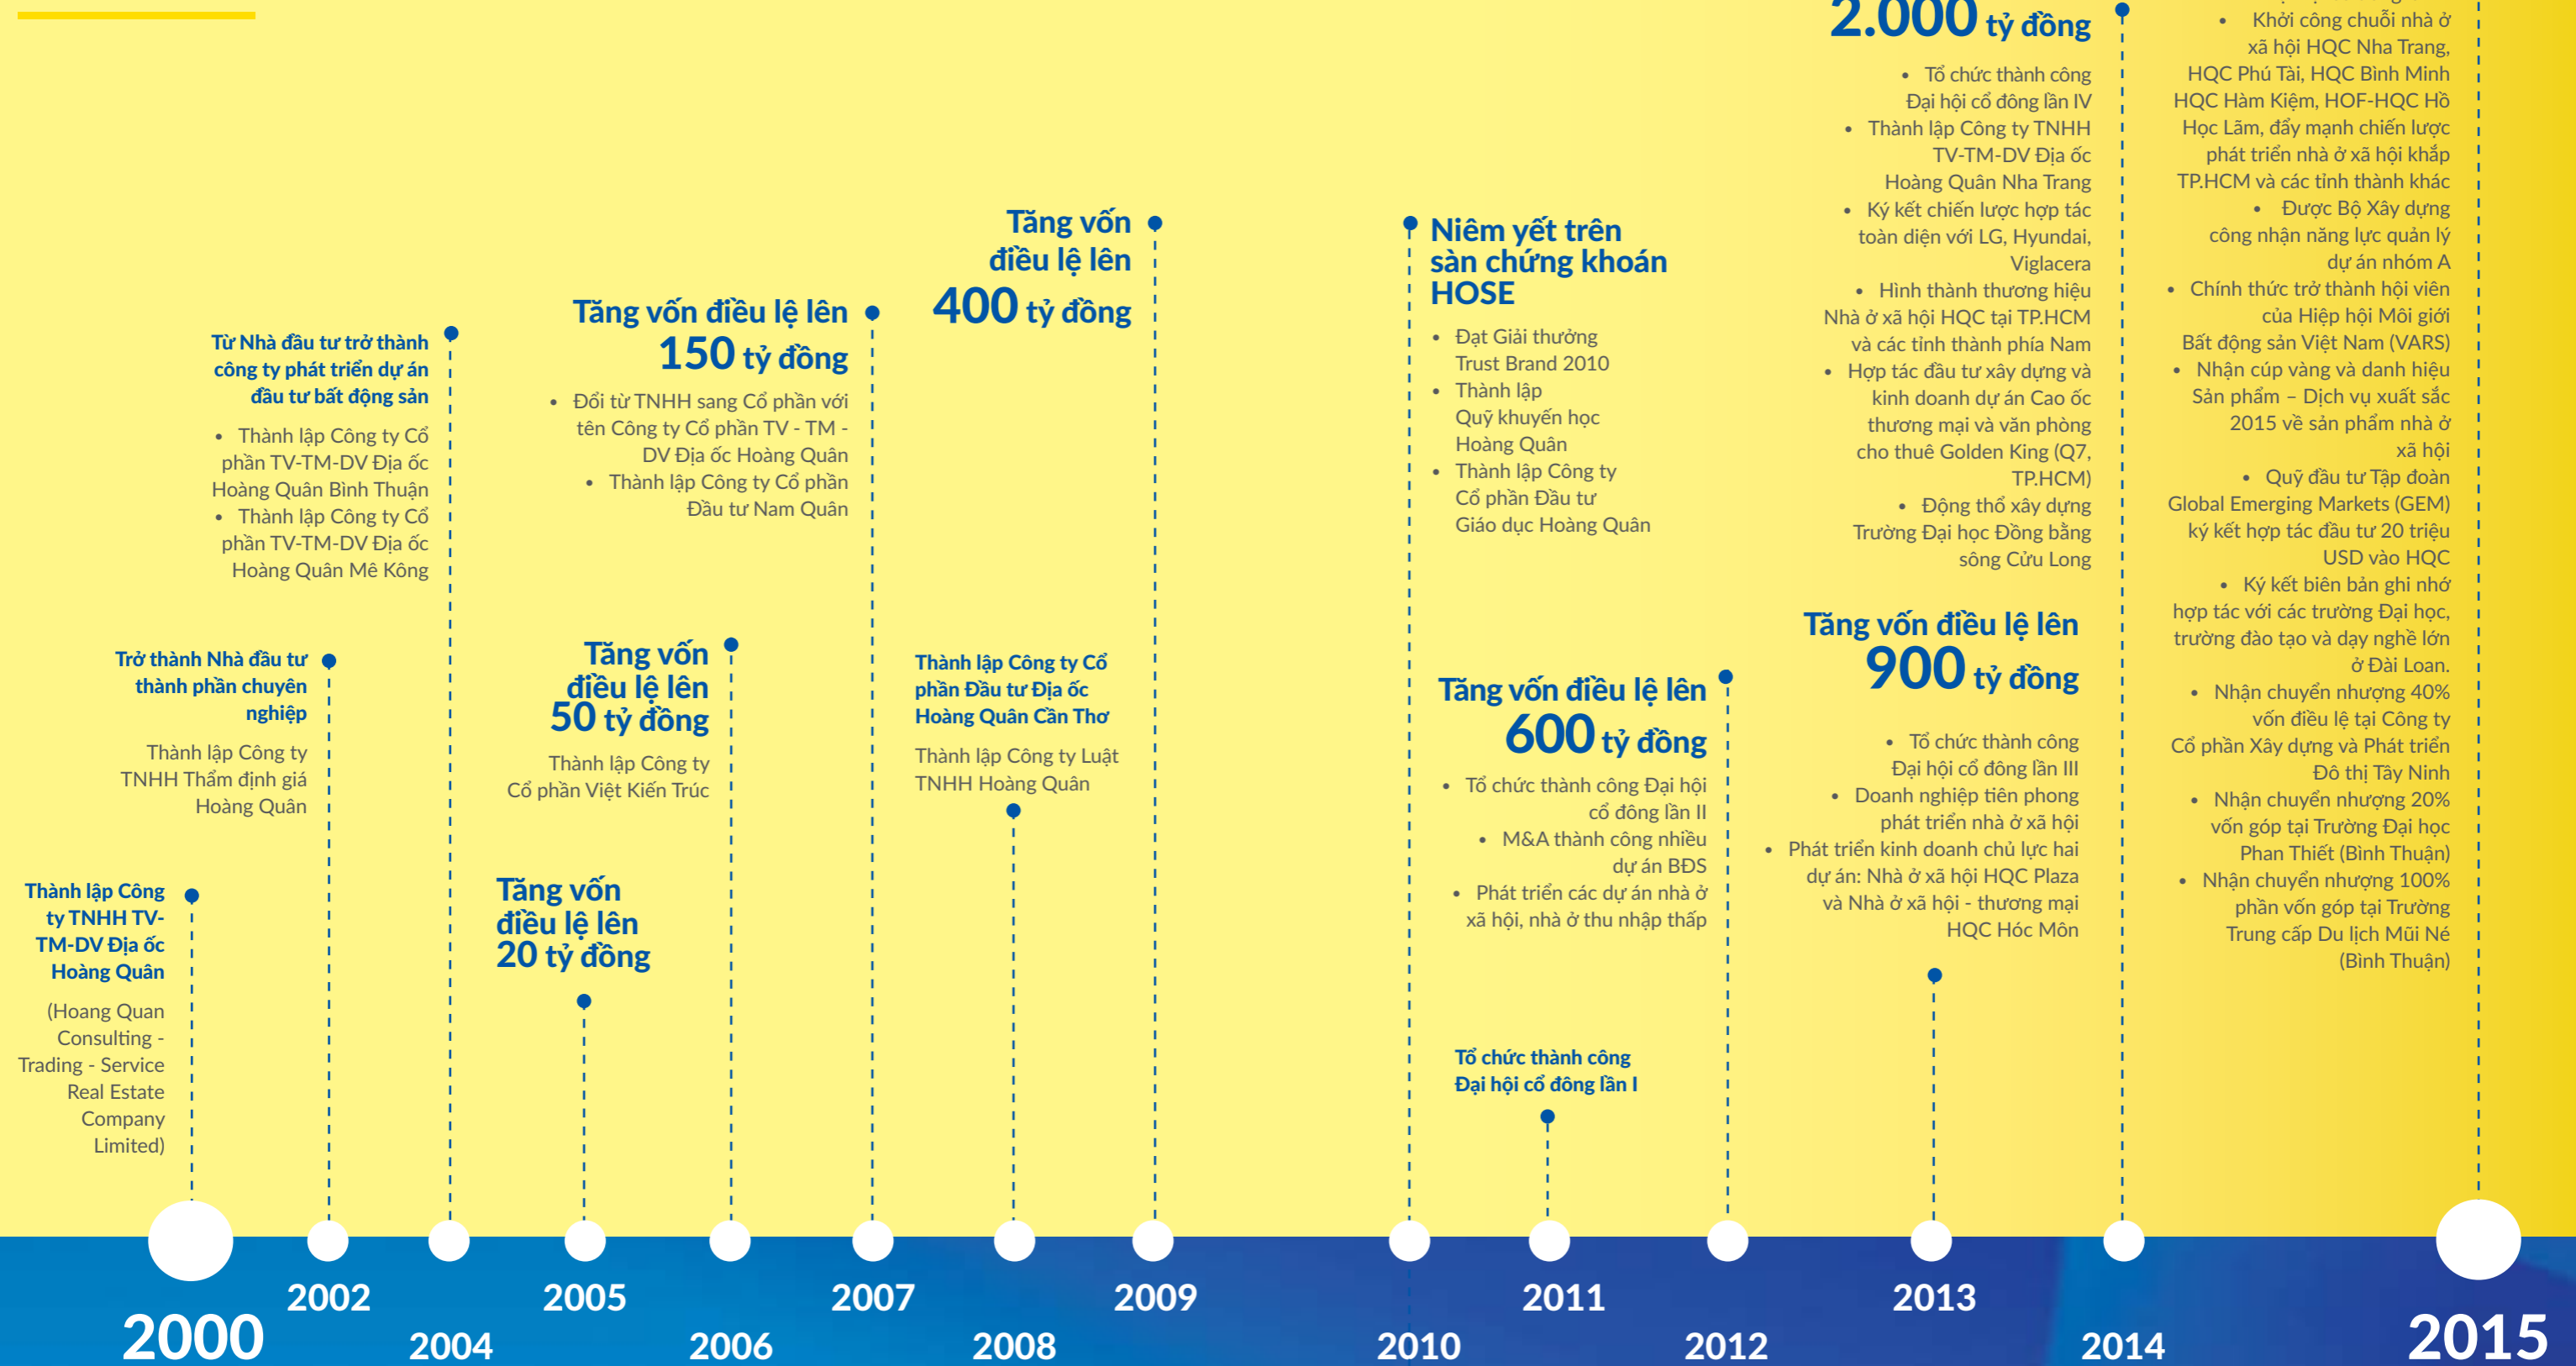 Thành lập Công
ty TNHH TV-
TM-DV Địa ốc
Hoàng Quân
(Hoang Quan
Consulting -
Trading - Service
Real Estate
Company
Limited)
Trở thành Nhà đầu tư
thành phần chuyên
nghiệp
Thành lập Công ty
TNHH Thẩm định giá
Hoàng Quân
Từ Nhà đầu tư trở thành
công ty phát triển dự án
đầu tư bất động sản
• Thành lập Công ty Cổ
phần TV-TM-DV Địa ốc
Hoàng Quân Bình Thuận
• Thành lập Công ty Cổ
phần TV-TM-DV Địa ốc
Hoàng Quân Mê Kông
Tăng vốn
điều lệ lên
20 tỷ đồng
Tăng vốn
điều lệ lên
50 tỷ đồng
Thành lập Công ty
Cổ phần Việt Kiến Trúc
Tăng vốn điều lệ lên
150 tỷ đồng
• Đổi từ TNHH sang Cổ phần với
tên Công ty Cổ phần TV - TM -
DV Địa ốc Hoàng Quân
• Thành lập Công ty Cổ phần
Đầu tư Nam Quân
Thành lập Công ty Cổ
phần Đầu tư Địa ốc
Hoàng Quân Cần Thơ
Thành lập Công ty Luật
TNHH Hoàng Quân
Tăng vốn
điều lệ lên
400 tỷ đồng
Niêm yết trên
sàn chứng khoán
HOSE
• Đạt Giải thưởng
Trust Brand 2010
• Thành lập
Quỹ khuyến học
Hoàng Quân
• Thành lập Công ty
Cổ phần Đầu tư
Giáo dục Hoàng Quân
Tổ chức thành công
Đại hội cổ đông lần I
Tăng vốn điều lệ lên
600 tỷ đồng
• Tổ chức thành công Đại hội
cổ đông lần II
• M&A thành công nhiều
dự án BĐS
• Phát triển các dự án nhà ở
xã hội, nhà ở thu nhập thấp
Tăng vốn điều lệ lên
900 tỷ đồng
• Tổ chức thành công
Đại hội cổ đông lần III
• Doanh nghiệp tiên phong
phát triển nhà ở xã hội
• Phát triển kinh doanh chủ lực hai
dự án: Nhà ở xã hội HQC Plaza
và Nhà ở xã hội - thương mại
HQC Hóc Môn
2.000 tỷ đồng
• Tổ chức thành công
Đại hội cổ đông lần IV
• Thành lập Công ty TNHH
TV-TM-DV Địa ốc
Hoàng Quân Nha Trang
• Ký kết chiến lược hợp tác
toàn diện với LG, Hyundai,
Viglacera
• Hình thành thương hiệu
Nhà ở xã hội HQC tại TP.HCM
và các tỉnh thành phía Nam
• Hợp tác đầu tư xây dựng và
kinh doanh dự án Cao ốc
thương mại và văn phòng
cho thuê Golden King (Q7,
TP.HCM)
• Động thổ xây dựng
Trường Đại học Đồng bằng
sông Cửu Long
• Khởi công chuỗi nhà ở
xã hội HQC Nha Trang,
HQC Phú Tài, HQC Bình Minh
HQC Hàm Kiệm, HOF-HQC Hồ
Học Lãm, đẩy mạnh chiến lược
phát triển nhà ở xã hội khắp
TP.HCM và các tỉnh thành khác
• Được Bộ Xây dựng
công nhận năng lực quản lý
dự án nhóm A
• Chính thức trở thành hội viên
của Hiệp hội Môi giới
Bất động sản Việt Nam (VARS)
• Nhận cúp vàng và danh hiệu
Sản phẩm – Dịch vụ xuất sắc
2015 về sản phẩm nhà ở
xã hội
• Quỹ đầu tư Tập đoàn
Global Emerging Markets (GEM)
ký kết hợp tác đầu tư 20 triệu
USD vào HQC
• Ký kết biên bản ghi nhớ
hợp tác với các trường Đại học,
trường đào tạo và dạy nghề lớn
ở Đài Loan.
• Nhận chuyển nhượng 40%
vốn điều lệ tại Công ty
Cổ phần Xây dựng và Phát triển
Đô thị Tây Ninh
• Nhận chuyển nhượng 20%
vốn góp tại Trường Đại học
Phan Thiết (Bình Thuận)
• Nhận chuyển nhượng 100%
phần vốn góp tại Trường
Trung cấp Du lịch Mũi Né
(Bình Thuận)
2000
2002
2004
2005
2006
2007
2008
2009
2010
2011
2012
2013
2014
2015